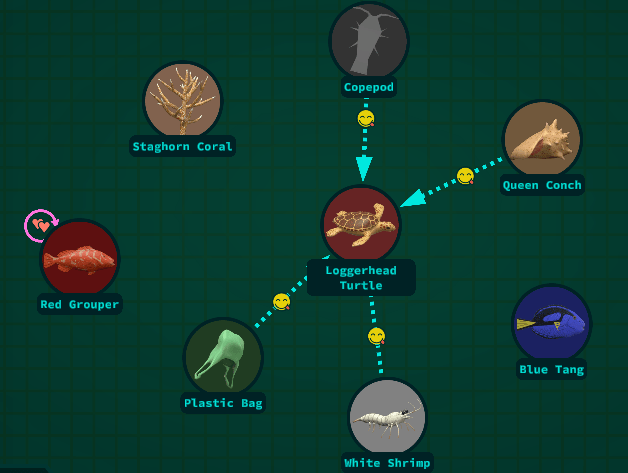 Copepod
Staghorn Coral
Queen Conch
Loggerhead
Turtle
Red Grouper
Blue Tang
Plastic Bag
White Shrimp